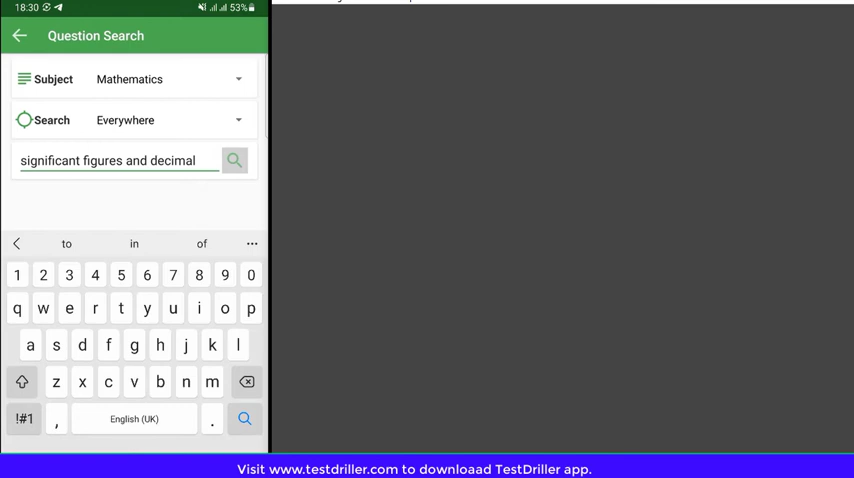 18:30 53%
Question Search
Subject Mathematics
Search Everywhere
significant figures and decimal
to in of
1 2 3 4 5 6 7 8 9 0
q w e r t y u i o p
a s d f g h j k l
z x c v b n m
!#1 , English (UK) .
Visit www.testdriller.com to downloaad TestDriller app.